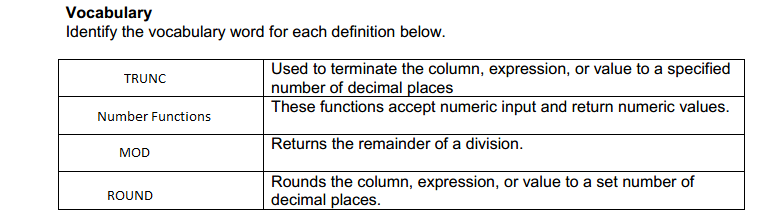 Vocabulary
Identify the vocabulary word for each definition below.
TRUNC
Used to terminate the column, expression, or value to a specified
number of decimal places
Number Functions
These functions accept numeric input and return numeric values.
MOD
Returns the remainder of a division.
ROUND
Rounds the column, expression, or value to a set number of
decimal places.